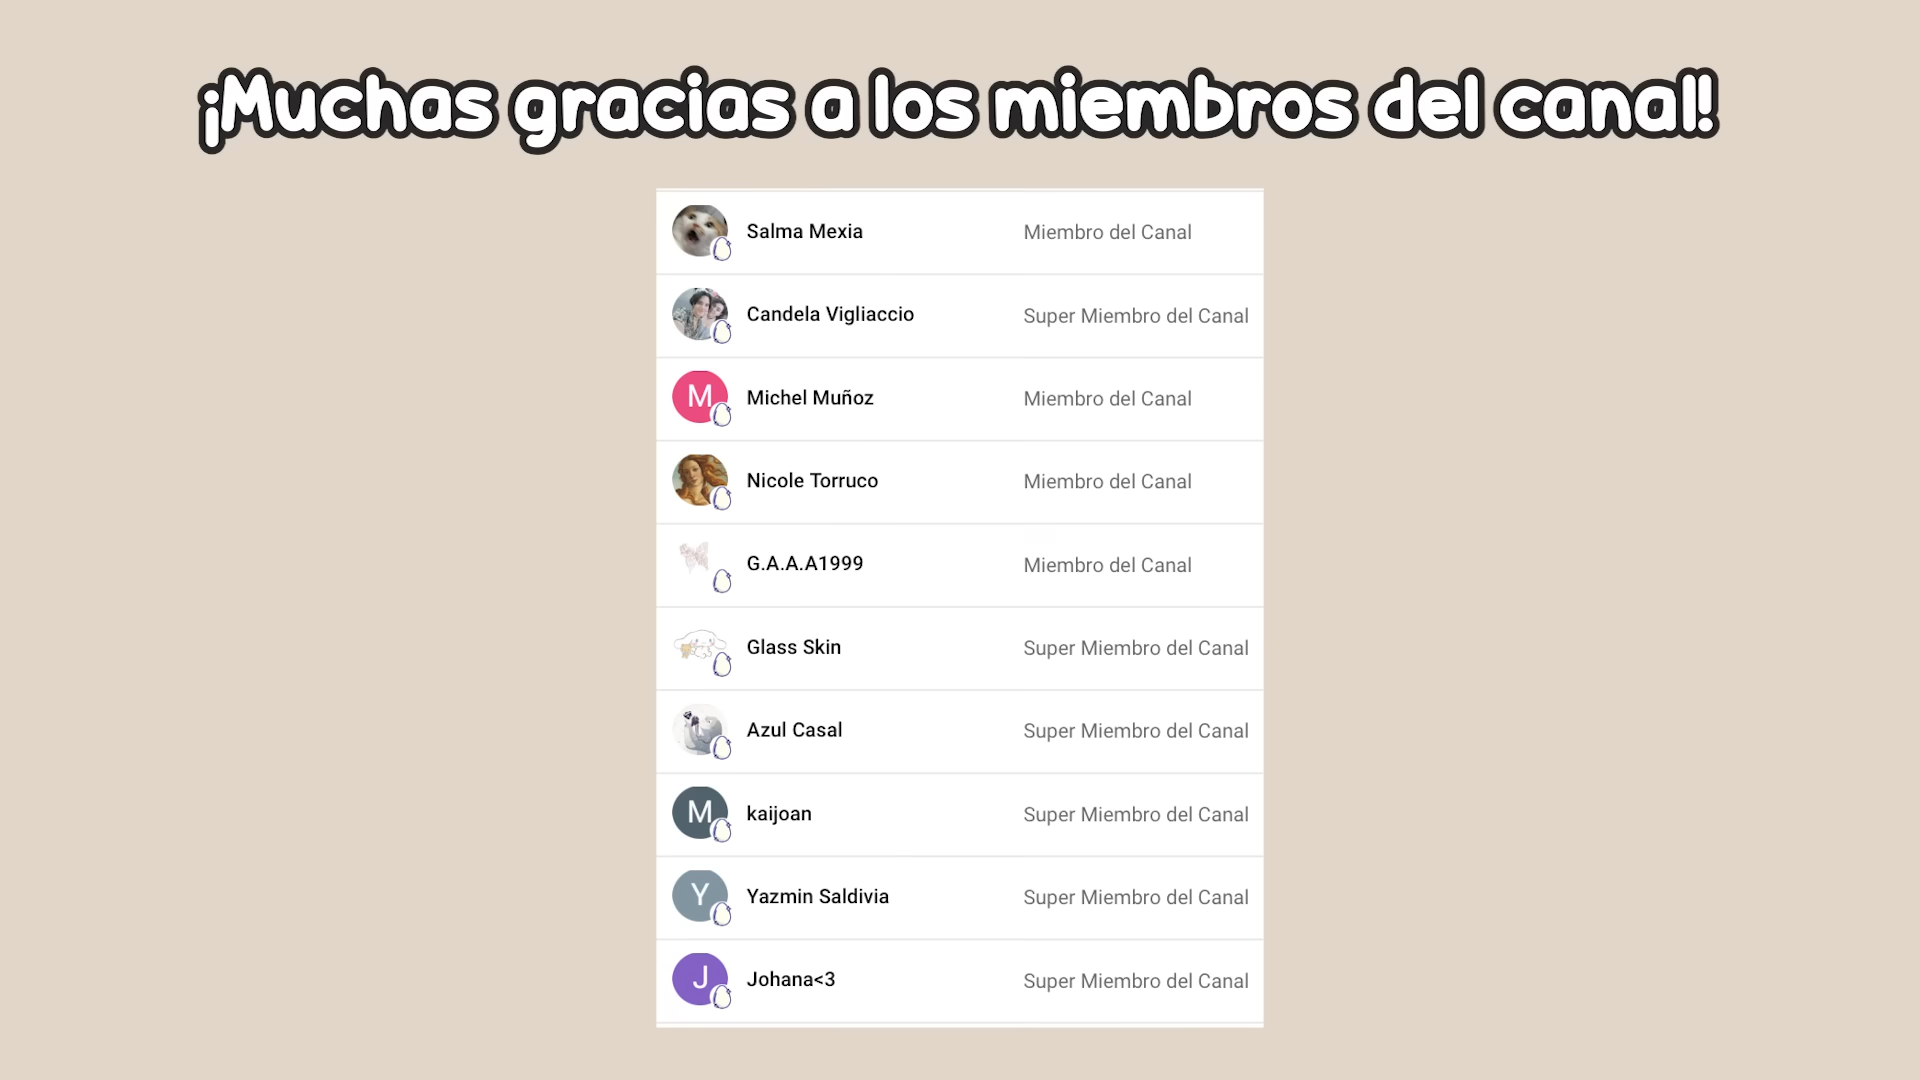 ¡Muchas gracias a los miembros del canal!
Salma Mexia Miembro del Canal
Candela Vigliaccio Super Miembro del Canal
M Michel Muñoz Miembro del Canal
Nicole Torruco Miembro del Canal
G.A.A.A1999 Miembro del Canal
Glass Skin Super Miembro del Canal
Azul Casal Super Miembro del Canal
M kaijoan Super Miembro del Canal
Y Yazmin Saldivia Super Miembro del Canal
J Johana<3 Super Miembro del Canal